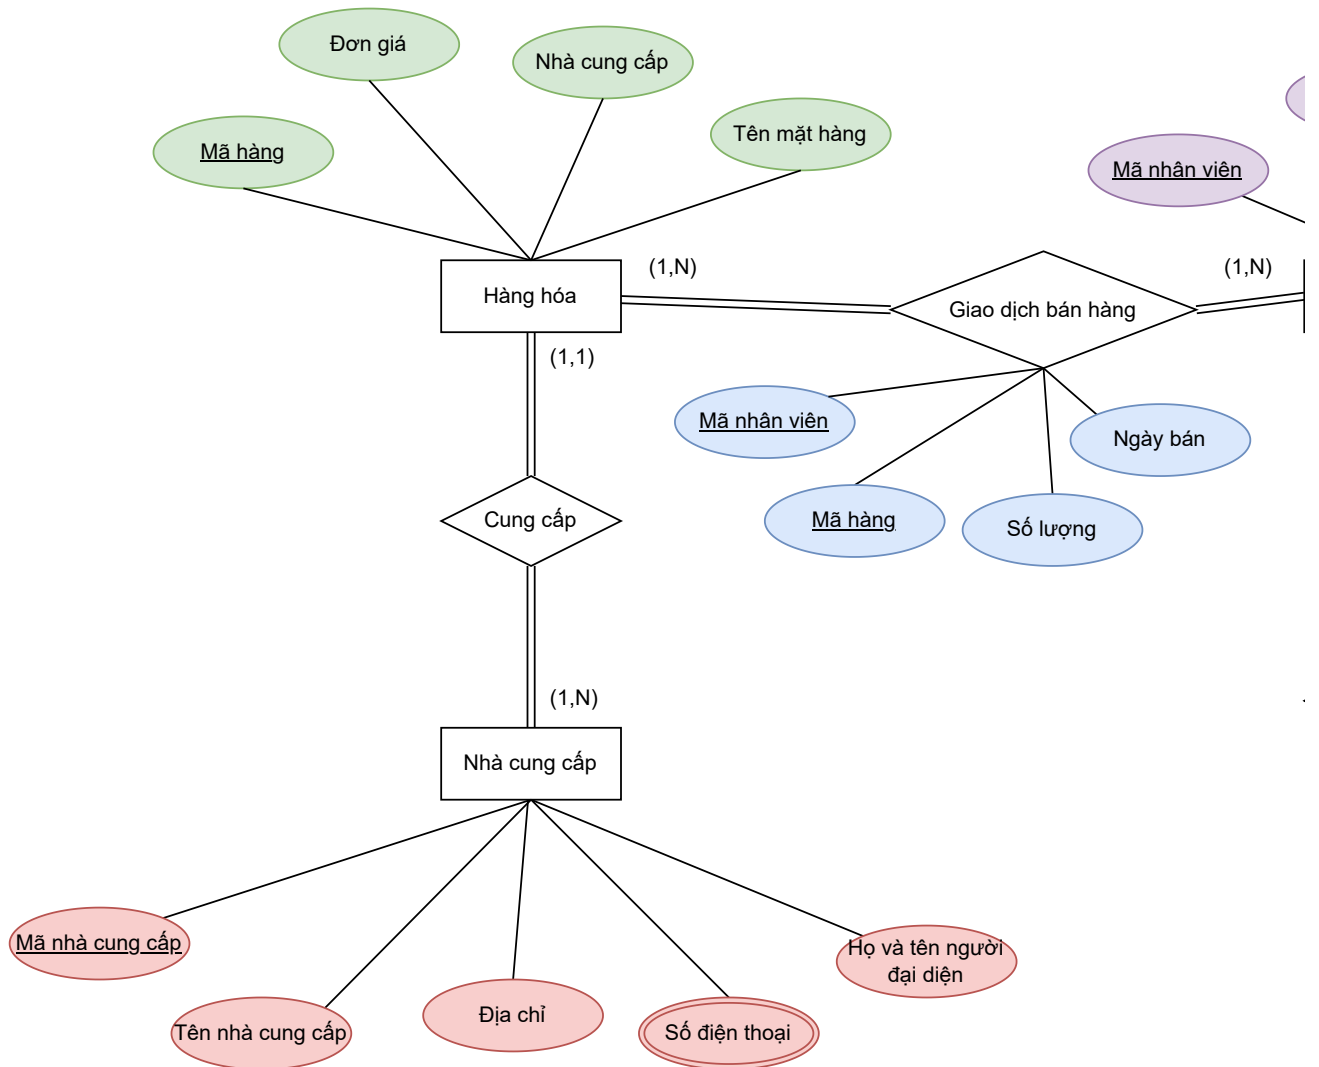 Đơn giá
Nhà cung cấp
Tên mặt hàng
Mã hàng
Mã nhân viên
(1,N)
(1,N)
Hàng hóa
Giao dịch bán hàng
(1,1)
Mã nhân viên
Ngày bán
Mã hàng
Số lượng
Cung cấp
(1,N)
Nhà cung cấp
Mã nhà cung cấp
Họ và tên người
đại diện
Địa chỉ
Tên nhà cung cấp
Số điện thoại